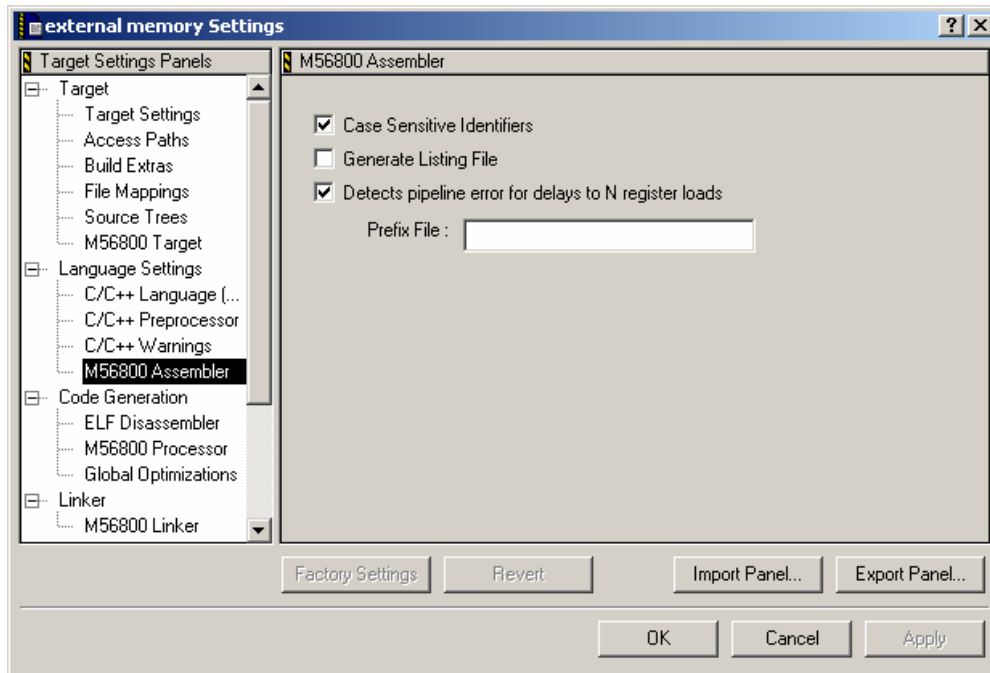 external memory Settings
Target Settings Panels
Target
Target Settings
Access Paths
Build Extras
File Mappings
Source Trees
M56800 Target
Language Settings
C/C++ Language (...
C/C++ Preprocessor
C/C++ Warnings
M56800 Assembler
Code Generation
ELF Disassembler
M56800 Processor
Global Optimizations
Linker
M56800 Linker
M56800 Assembler
Case Sensitive Identifiers
Generate Listing File
Detects pipeline error for delays to N register loads
Prefix File :
Factory Settings
Revert
Import Panel...
Export Panel...
OK
Cancel
Apply